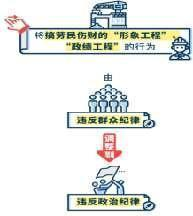 将搞劳民伤财的“形象工程”、
“政绩工程”的行为
由
违反群众纪律
调整到
违反政治纪律